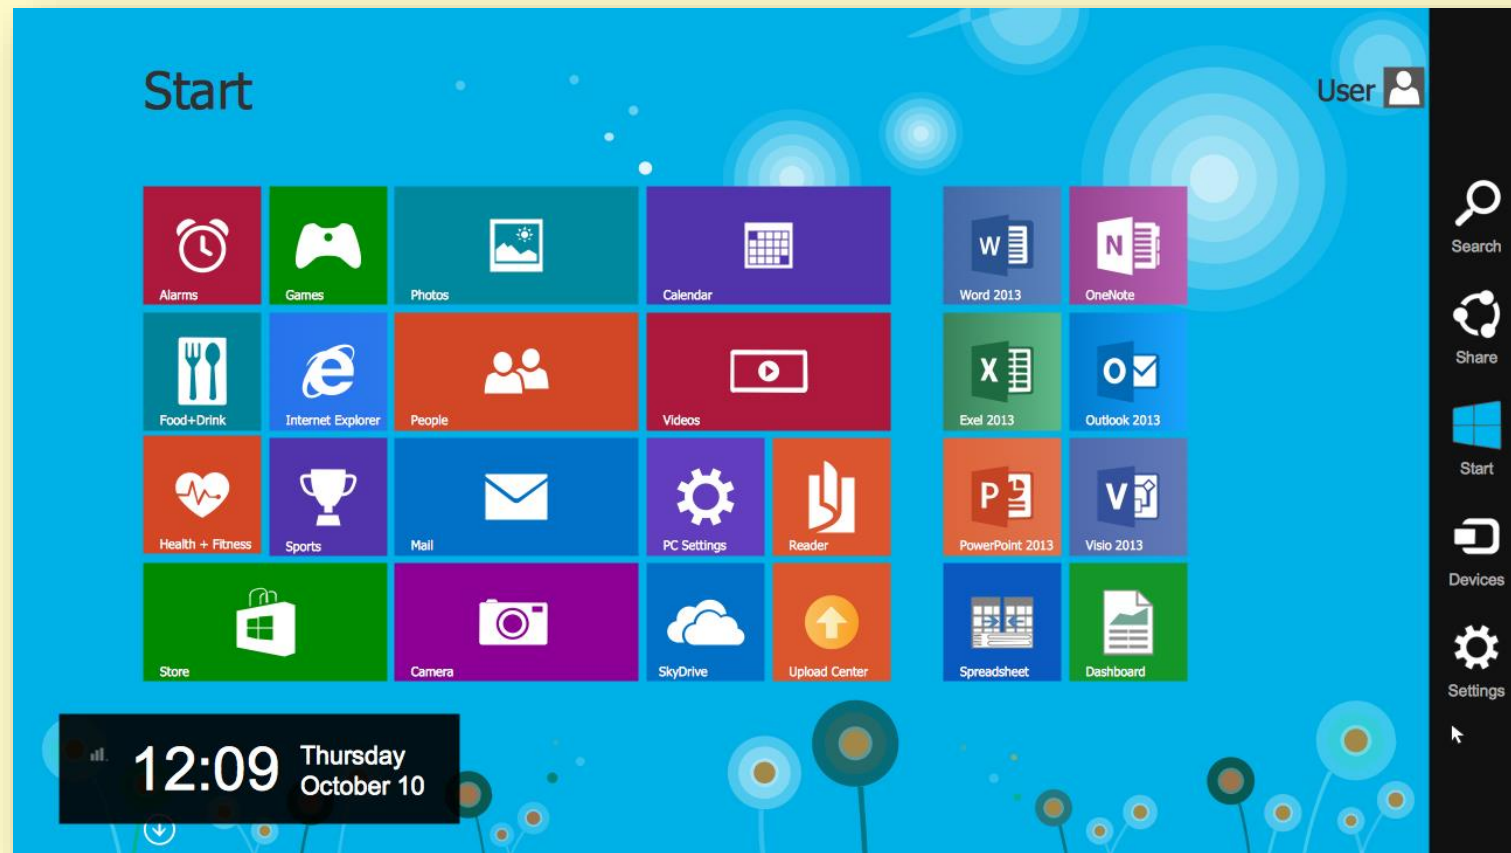 Start
User
Alarms
Games
Photos
Calendar
Word 2013
OneNote
Food+Drink
Internet Explorer
People
Videos
Exel 2013
Outlook 2013
Health + Fitness
Sports
Mail
PC Settings
Reader
PowerPoint 2013
Visio 2013
Store
Camera
SkyDrive
Upload Center
Spreadsheet
Dashboard
W
N
e
X
O
P
V
12:09
Thursday
October 10
Search
Share
Start
Devices
Settings